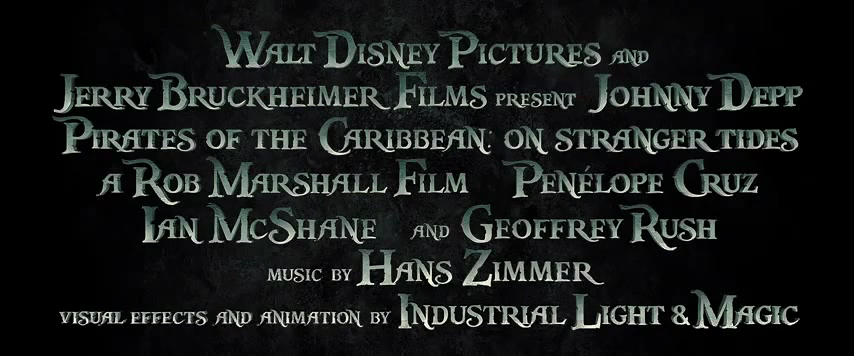 Walt Disney Pictures and
Jerry Bruckheimer Films present Johnny Depp
Pirates of the Caribbean: on stranger tides
a Rob Marshall Film Penélope Cruz
Ian McShane and Geoffrey Rush
music by Hans Zimmer
visual effects and animation by Industrial Light & Magic